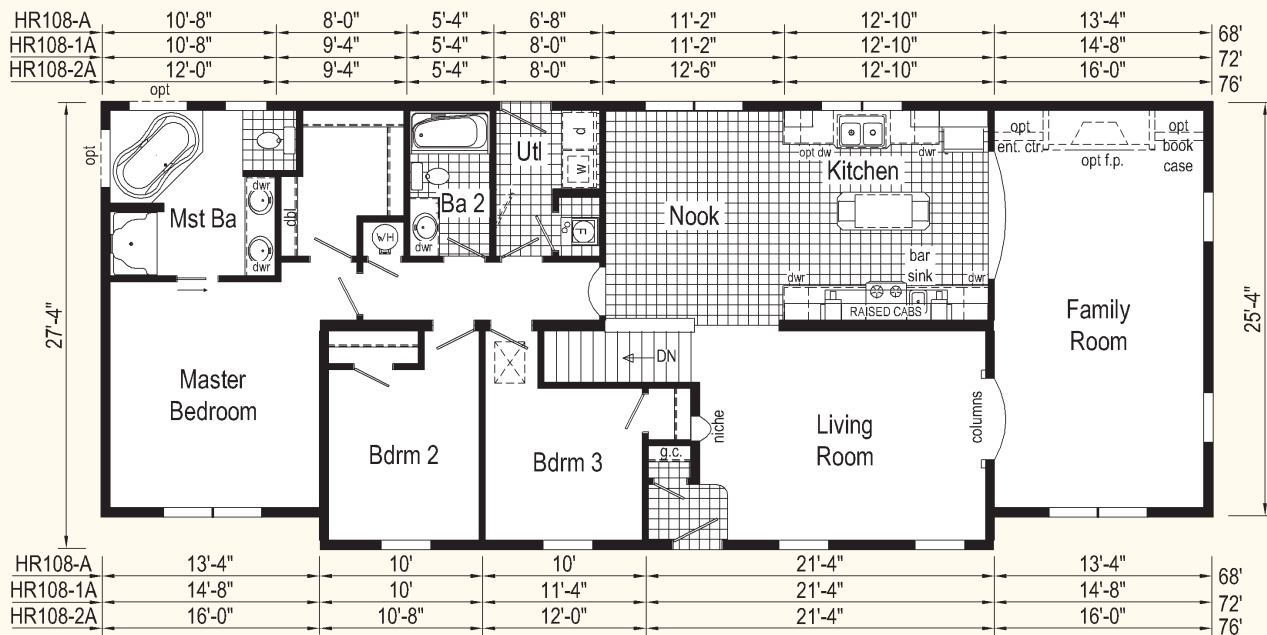 HR108-A 10'-8" 8'-0" 5'-4" 6'-8" 11'-2" 12'-10" 13'-4" 68'
HR108-1A 10'-8" 9'-4" 5'-4" 8'-0" 11'-2" 12'-10" 14'-8" 72'
HR108-2A 12'-0" 9'-4" 5'-4" 8'-0" 12'-6" 12'-10" 16'-0" 76'
opt
opt
27'-4"
25'-4"
Mst Ba
dwr
dwr
dbl
WH
Ba 2
dwr
Utl
d
w
F
Nook
Kitchen
opt dw
dwr
bar
sink
dwr
dwr
RAISED CABS
opt
ent. ctr
opt f.p.
opt
book
case
Family
Room
Master
Bedroom
Bdrm 2
x
Bdrm 3
DN
niche
g.c.
Living
Room
columns
HR108-A 13'-4" 10' 10' 21'-4" 13'-4" 68'
HR108-1A 14'-8" 10' 11'-4" 21'-4" 14'-8" 72'
HR108-2A 16'-0" 10'-8" 12'-0" 21'-4" 16'-0" 76'